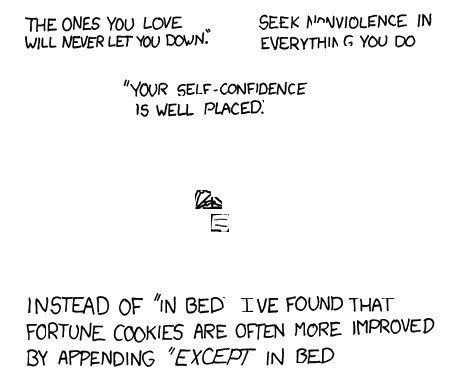 THE ONES YOU LOVE
WILL NEVER LET YOU DOWN."
SEEK NONVIOLENCE IN
EVERYTHING YOU DO
"YOUR SELF-CONFIDENCE
IS WELL PLACED.
INSTEAD OF "IN BED" I'VE FOUND THAT
FORTUNE COOKIES ARE OFTEN MORE IMPROVED
BY APPENDING "EXCEPT IN BED